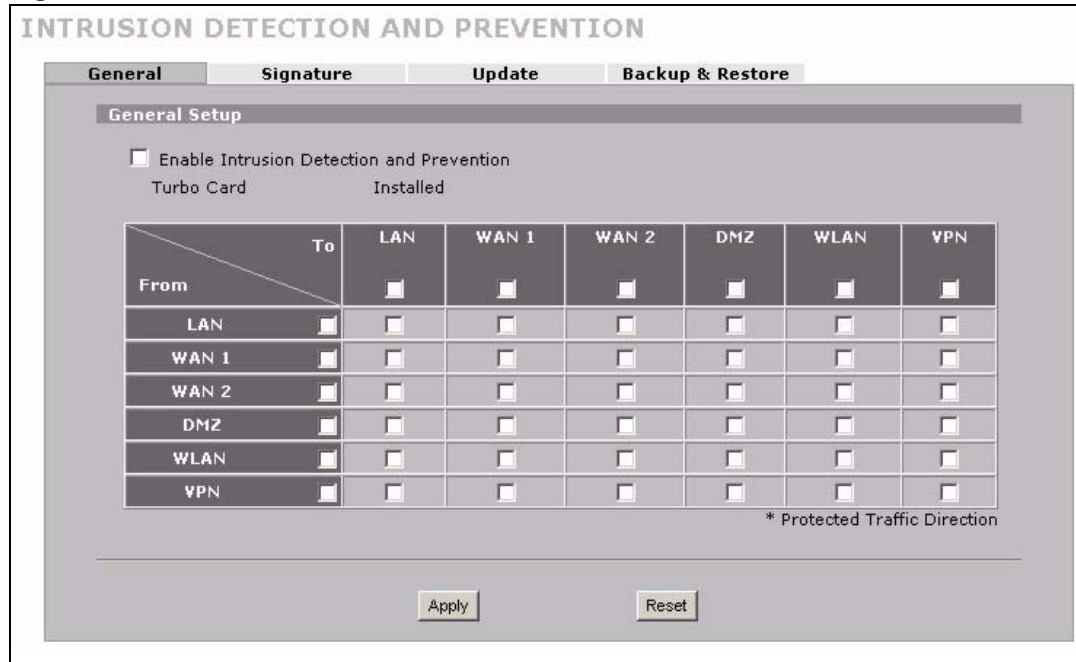 INTRUSION DETECTION AND PREVENTION
General Signature Update Backup & Restore
General Setup
Enable Intrusion Detection and Prevention
Turbo Card Installed
To LAN WAN 1 WAN 2 DMZ WLAN VPN
From
LAN
WAN 1
WAN 2
DMZ
WLAN
VPN
* Protected Traffic Direction
Apply Reset